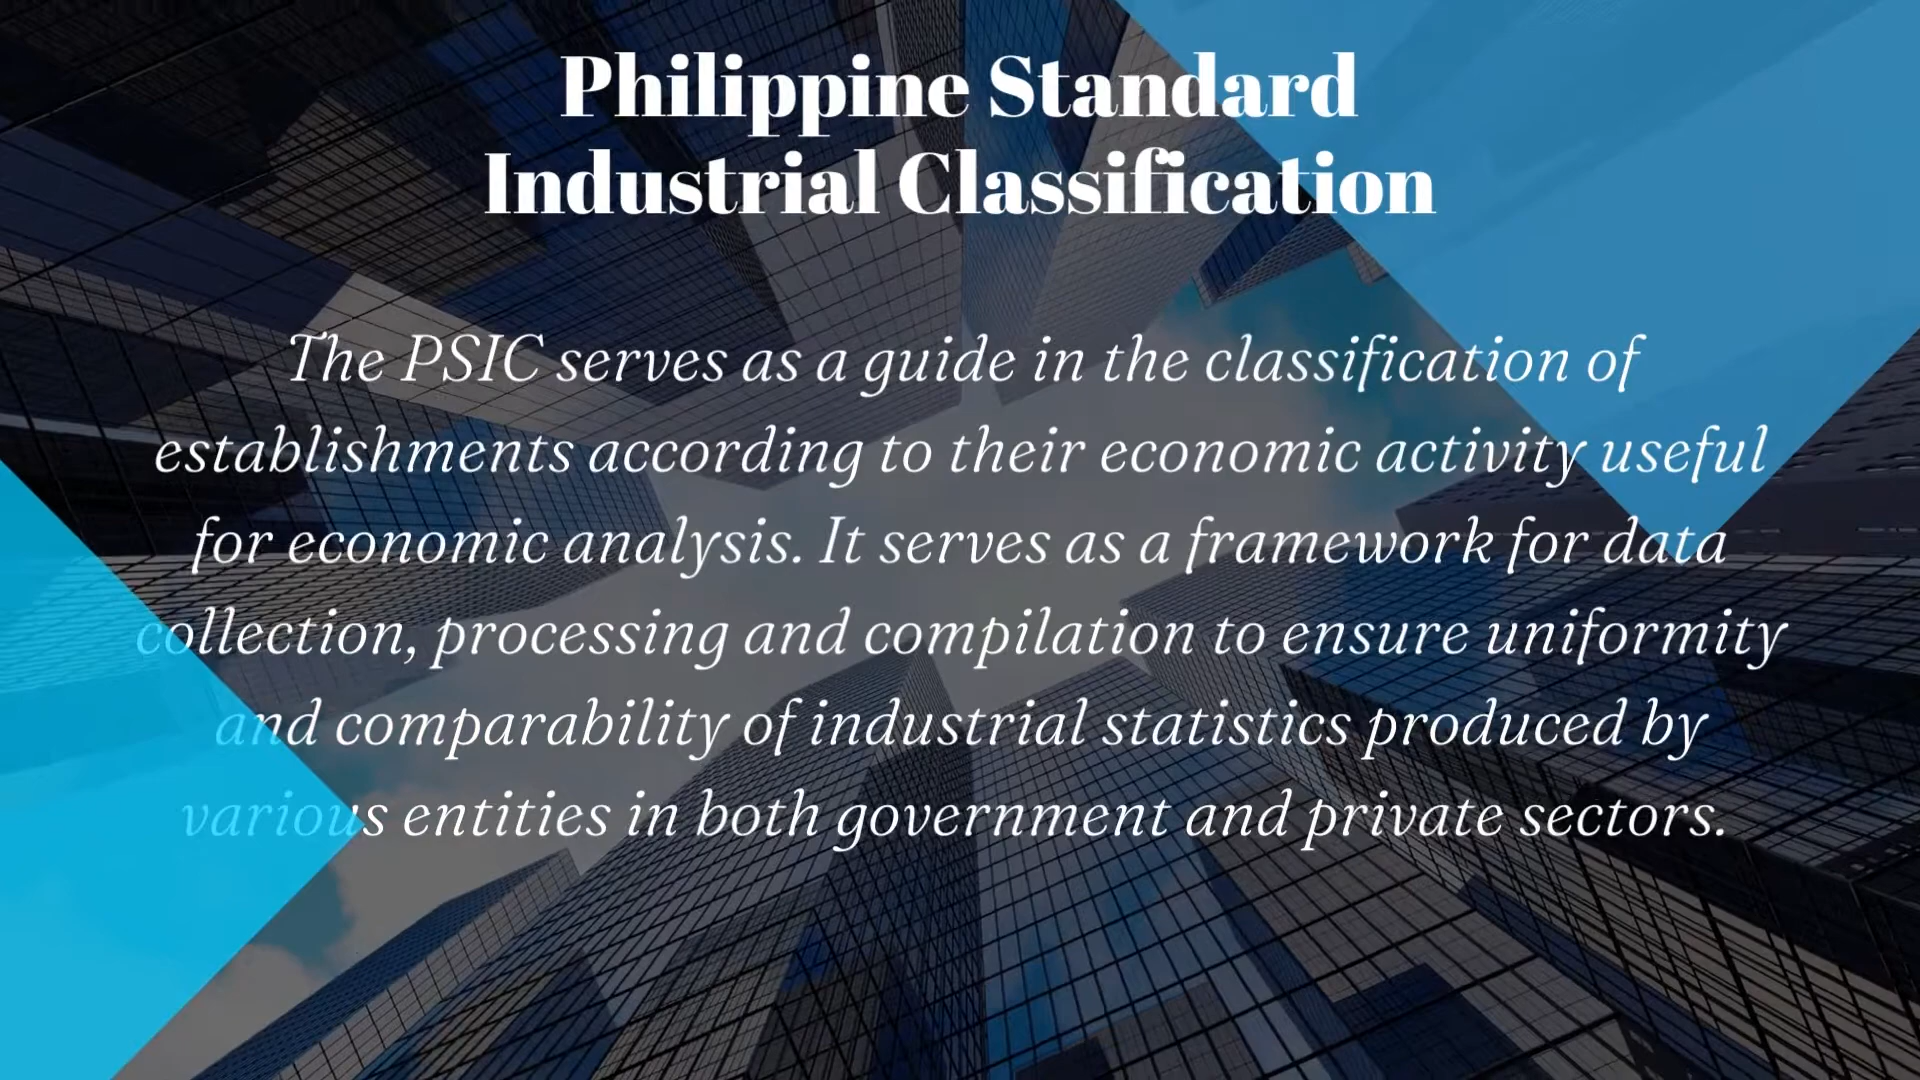 Philippine Standard
Industrial Classification
The PSIC serves as a guide in the classification of
establishments according to their economic activity useful
for economic analysis. It serves as a framework for data
collection, processing and compilation to ensure uniformity
and comparability of industrial statistics produced by
various entities in both government and private sectors.